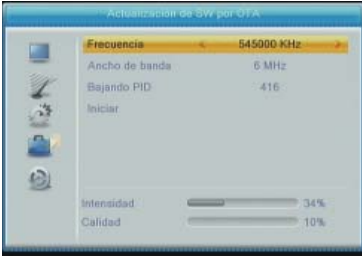 Actualización de SW por OTA
Frecuencia 545000 KHz
Ancho de banda 6 MHz
Bajando PID 416
Iniciar
Intensidad 34%
Calidad 10%